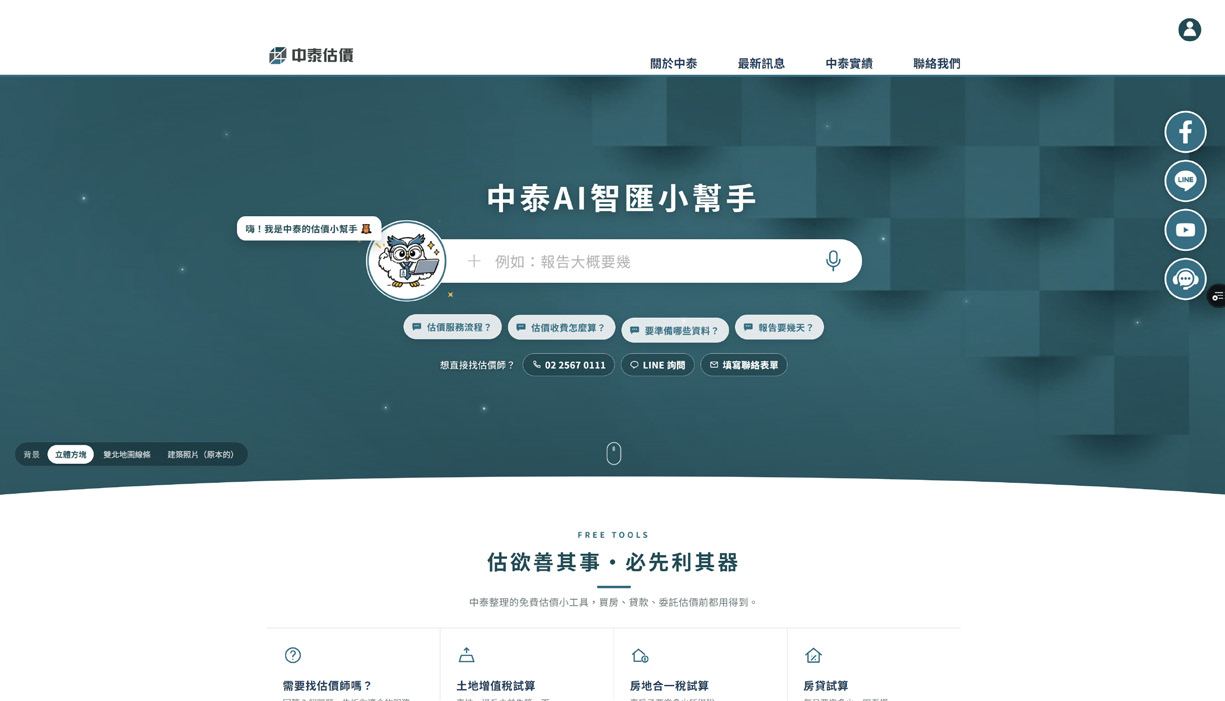 中泰估價
關於中泰
最新訊息
中泰實績
聯絡我們
中泰AI智匯小幫手
嗨！我是中泰的估價小幫手
例如：報告大概要幾
LINE
估價服務流程？
估價收費怎麼算？
要準備哪些資料？
報告要幾天？
想直接找估價師？
02 2567 0111
LINE 詢問
填寫聯絡表單
背景
立體方塊
雙北地圖線條
建築照片（原本的）
FREE TOOLS
估欲善其事・必先利其器
中泰整理的免費估價小工具，買房、貸款、委託估價前都用得到。
需要找估價師嗎？
土地增值稅試算
房地合一稅試算
房貸試算